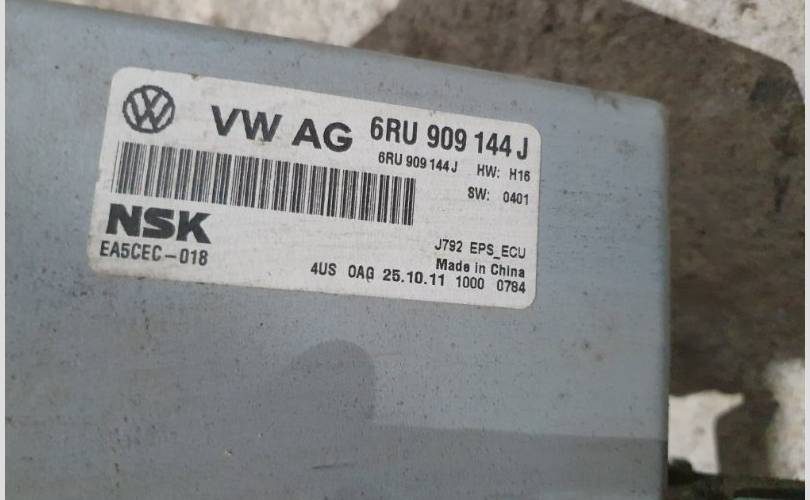 VW AG 6RU 909 144 J
6RU 909 144 J HW: H16
SW: 0401
NSK
EA5CEC-018
J792 EPS_ECU
Made in China
4US 0AG 25.10.11 1000 0784